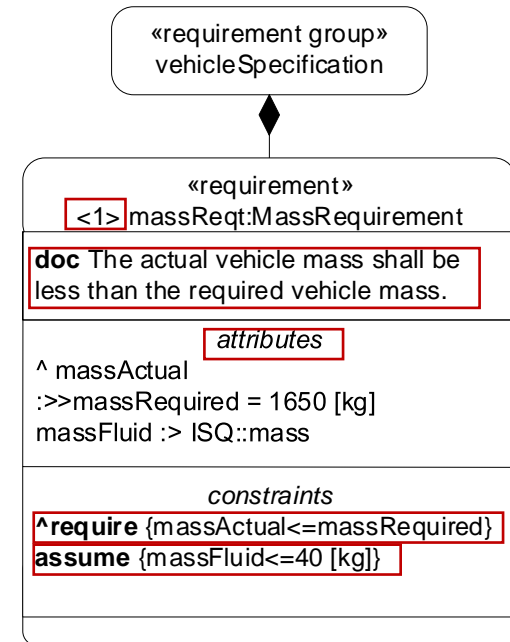 «requirement group»
vehicleSpecification
«requirement»
<1> massReqt:MassRequirement
doc The actual vehicle mass shall be
less than the required vehicle mass.
attributes
^ massActual
:>>massRequired = 1650 [kg]
massFluid :> ISQ::mass
constraints
^require {massActual<=massRequired}
assume {massFluid<=40 [kg]}